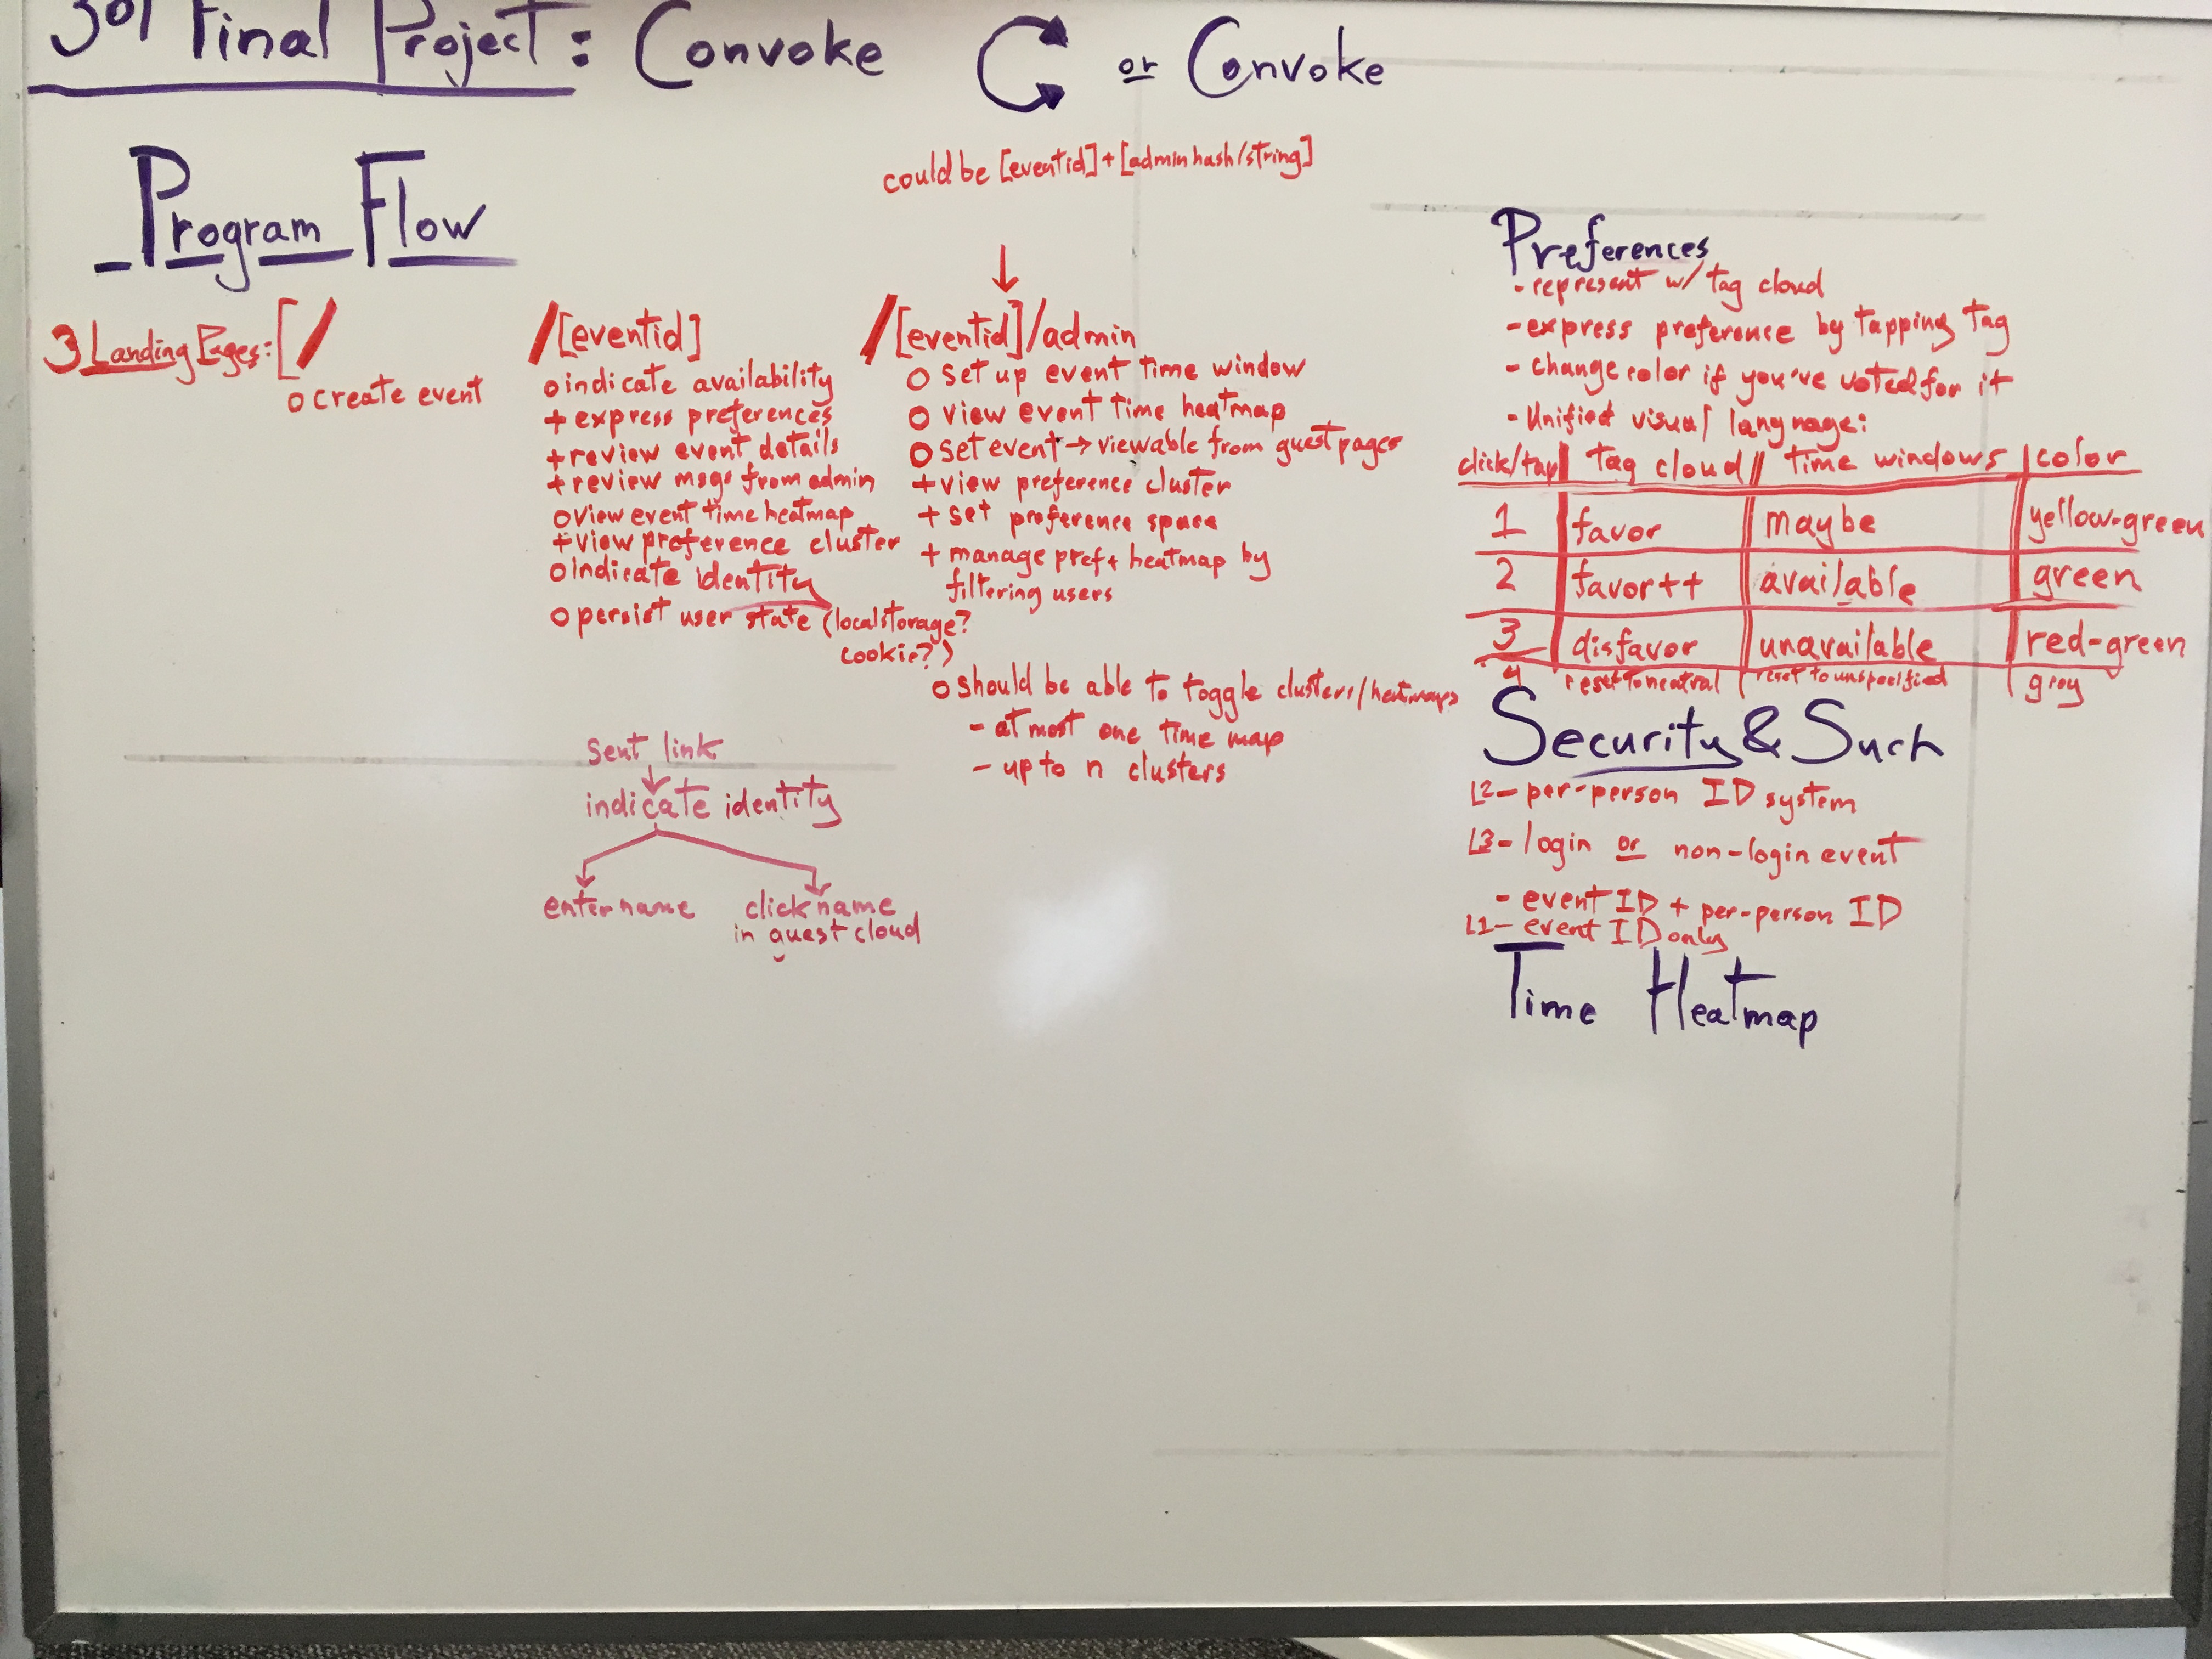 301 Final Project: Convoke C or Convoke
Program Flow
could be [eventid] + [admin hash/string]
3 Landing Pages: [/
o create event
/[eventid]
o indicate availability
+ express preferences
+ review event details
+ review msgs from admin
o view event time heatmap
+ view preference cluster
o indicate identity
o persist user state (localstorage?
cookie?)
/[eventid]/admin
o set up event time window
o view event time heatmap
o set event → viewable from guest pages
+ view preference cluster
+ set preference space
+ manage pref + heatmap by
filtering users
o should be able to toggle clusters/heatmaps
- at most one time map
- up to n clusters
sent link
indicate identity
enter name
click name
in guest cloud
Preferences
- represent w/ tag cloud
- express preference by tapping tag
- change color if you've voted for it
- Unified visual language:
click/tap | tag cloud || time windows | color
1 favor maybe yellow-green
2 favor++ available green
3 disfavor unavailable red-green
4 reset to neutral | reset to unspecified | gray
Security & Such
L2- per-person ID system
L3- login or non-login event
- event ID + per-person ID
L1- event ID only
Time Heatmap